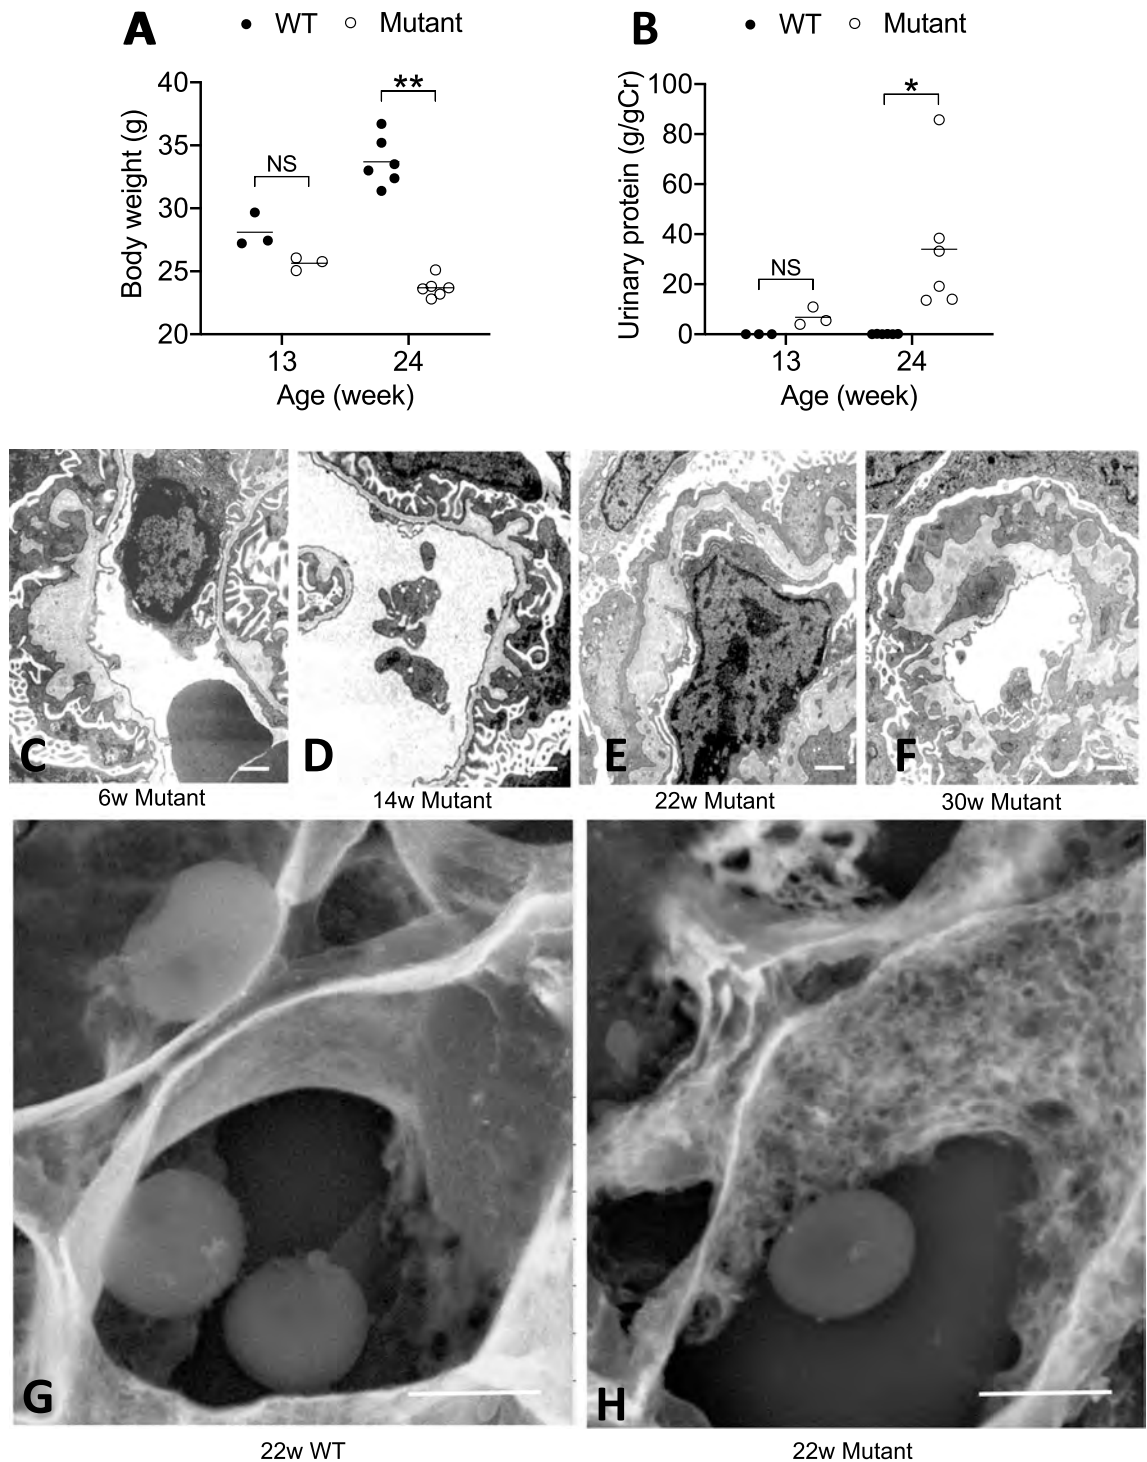 A
● WT ○ Mutant
Body weight (g)
40
35
30
25
20
NS
**
13
24
Age (week)
B
● WT ○ Mutant
Urinary protein (g/gCr)
100
80
60
40
20
0
NS
*
13
24
Age (week)
C
D
E
F
6w Mutant
14w Mutant
22w Mutant
30w Mutant
G
H
22w WT
22w Mutant